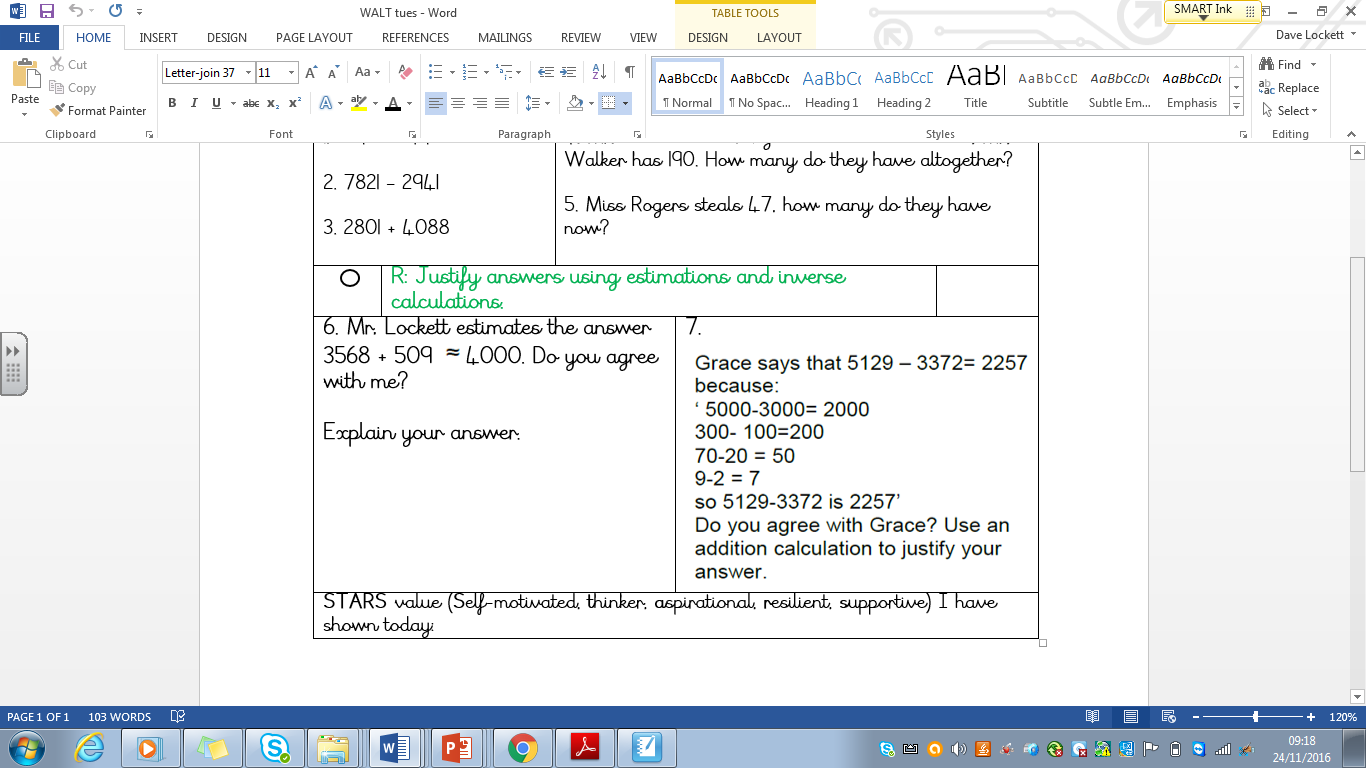 WALT tues - Word
TABLE TOOLS
SMART Ink
FILE HOME INSERT DESIGN PAGE LAYOUT REFERENCES MAILINGS REVIEW VIEW DESIGN LAYOUT
Dave Lockett
Paste
Cut
Copy
Format Painter
Clipboard
Letter-join 37 11
Font
Paragraph
AaBbCcDc AaBbCcDc AaBbCc AaBbCcD AaBl AaBbCcD AaBbCcDc AaBbCcDc
¶ Normal ¶ No Spac... Heading 1 Heading 2 Title Subtitle Subtle Em... Emphasis
Styles
Find
Replace
Select
Editing
Walker has 190. How many do they have altogether?
2. 7821 – 2941
3. 2801 + 4088
5. Miss Rogers steals 47, how many do they have
now?
R: Justify answers using estimations and inverse
calculations.
6. Mr. Lockett estimates the answer
3568 + 509 ≈ 4000. Do you agree
with me?
Explain your answer.
7.
Grace says that 5129 – 3372= 2257
because:
‘ 5000-3000= 2000
300- 100=200
70-20 = 50
9-2 = 7
so 5129-3372 is 2257’
Do you agree with Grace? Use an
addition calculation to justify your
answer.
STARS value (Self-motivated, thinker, aspirational, resilient, supportive) I have
shown today:
PAGE 1 OF 1 103 WORDS
120%
09:18
24/11/2016